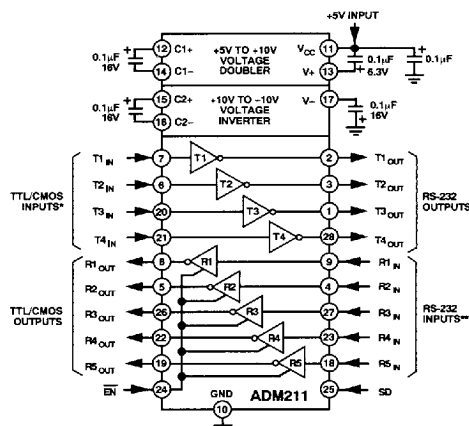 +5V INPUT
0.1µF
16V
12 C1+
14 C1–
+5V TO +10V
VOLTAGE
DOUBLER
VCC 11
V+ 13
0.1µF
6.3V
0.1µF
0.1µF
16V
15 C2+
16 C2–
+10V TO –10V
VOLTAGE
INVERTER
V– 17
0.1µF
16V
TTL/CMOS
INPUTS*
T1IN 7 T1 2 T1OUT
T2IN 6 T2 3 T2OUT
T3IN 20 T3 1 T3OUT
T4IN 21 T4 28 T4OUT
RS-232
OUTPUTS
TTL/CMOS
OUTPUTS
R1OUT 8 R1 9 R1IN
R2OUT 5 R2 4 R2IN
R3OUT 26 R3 27 R3IN
R4OUT 22 R4 23 R4IN
R5OUT 19 R5 18 R5IN
RS-232
INPUTS**
EN 24
GND
10
ADM211
25 SD